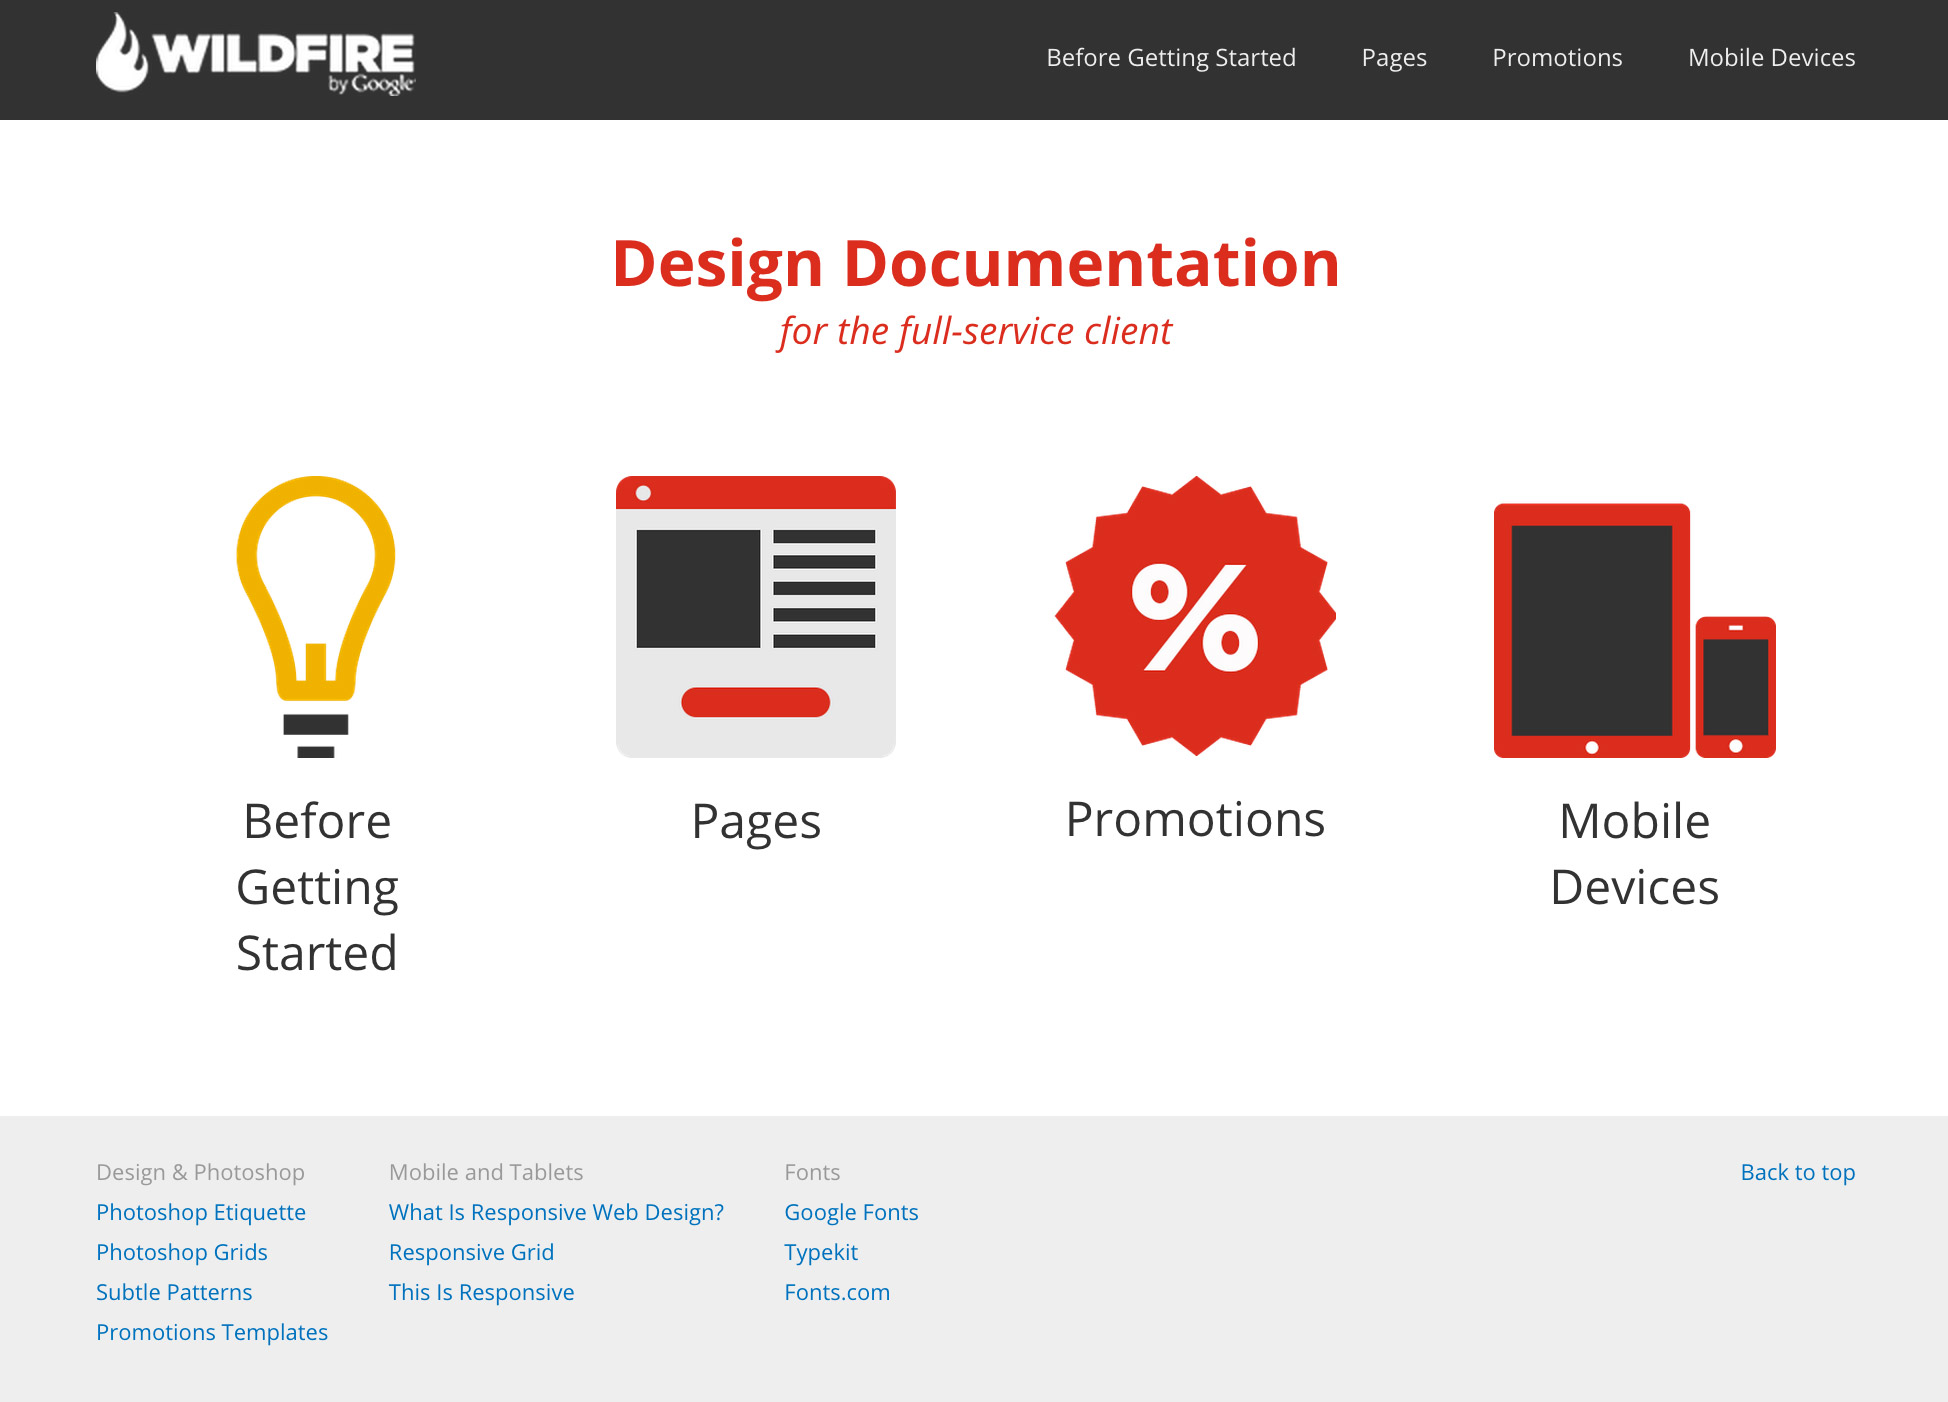 WILDFIRE
by Google
Before Getting Started
Pages
Promotions
Mobile Devices
Design Documentation
for the full-service client
%
Before
Getting
Started
Pages
Promotions
Mobile
Devices
Design & Photoshop
Photoshop Etiquette
Photoshop Grids
Subtle Patterns
Promotions Templates
Mobile and Tablets
What Is Responsive Web Design?
Responsive Grid
This Is Responsive
Fonts
Google Fonts
Typekit
Fonts.com
Back to top